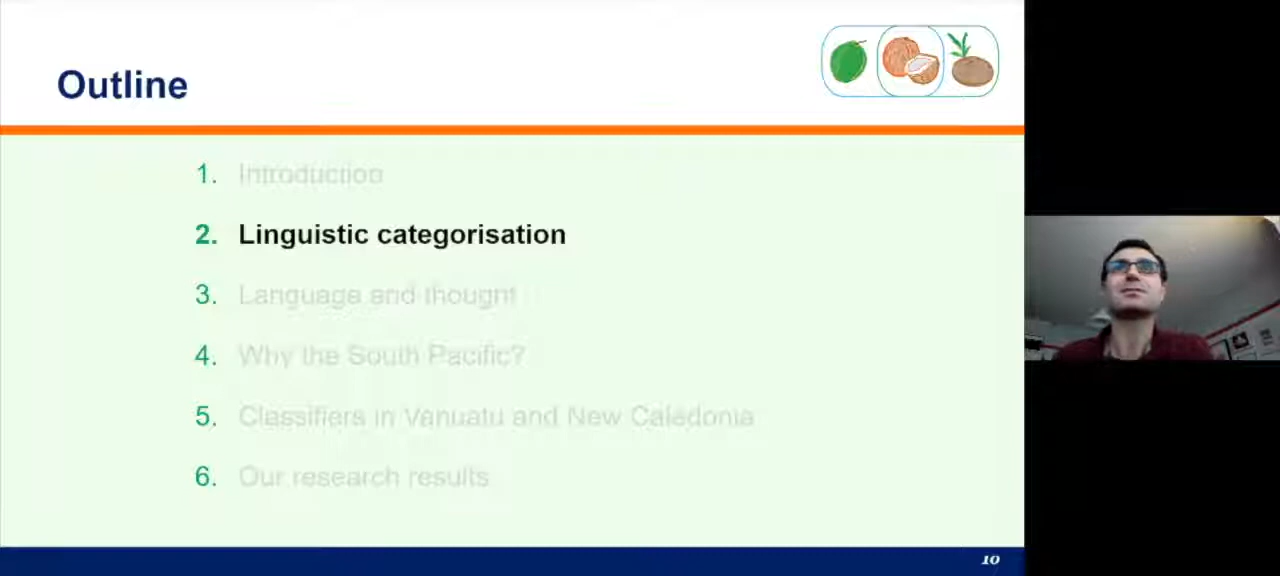 Outline
1. Introduction
2. Linguistic categorisation
3. Language and thought
4. Why the South Pacific?
5. Classifiers in Vanuatu and New Caledonia
6. Our research results
10